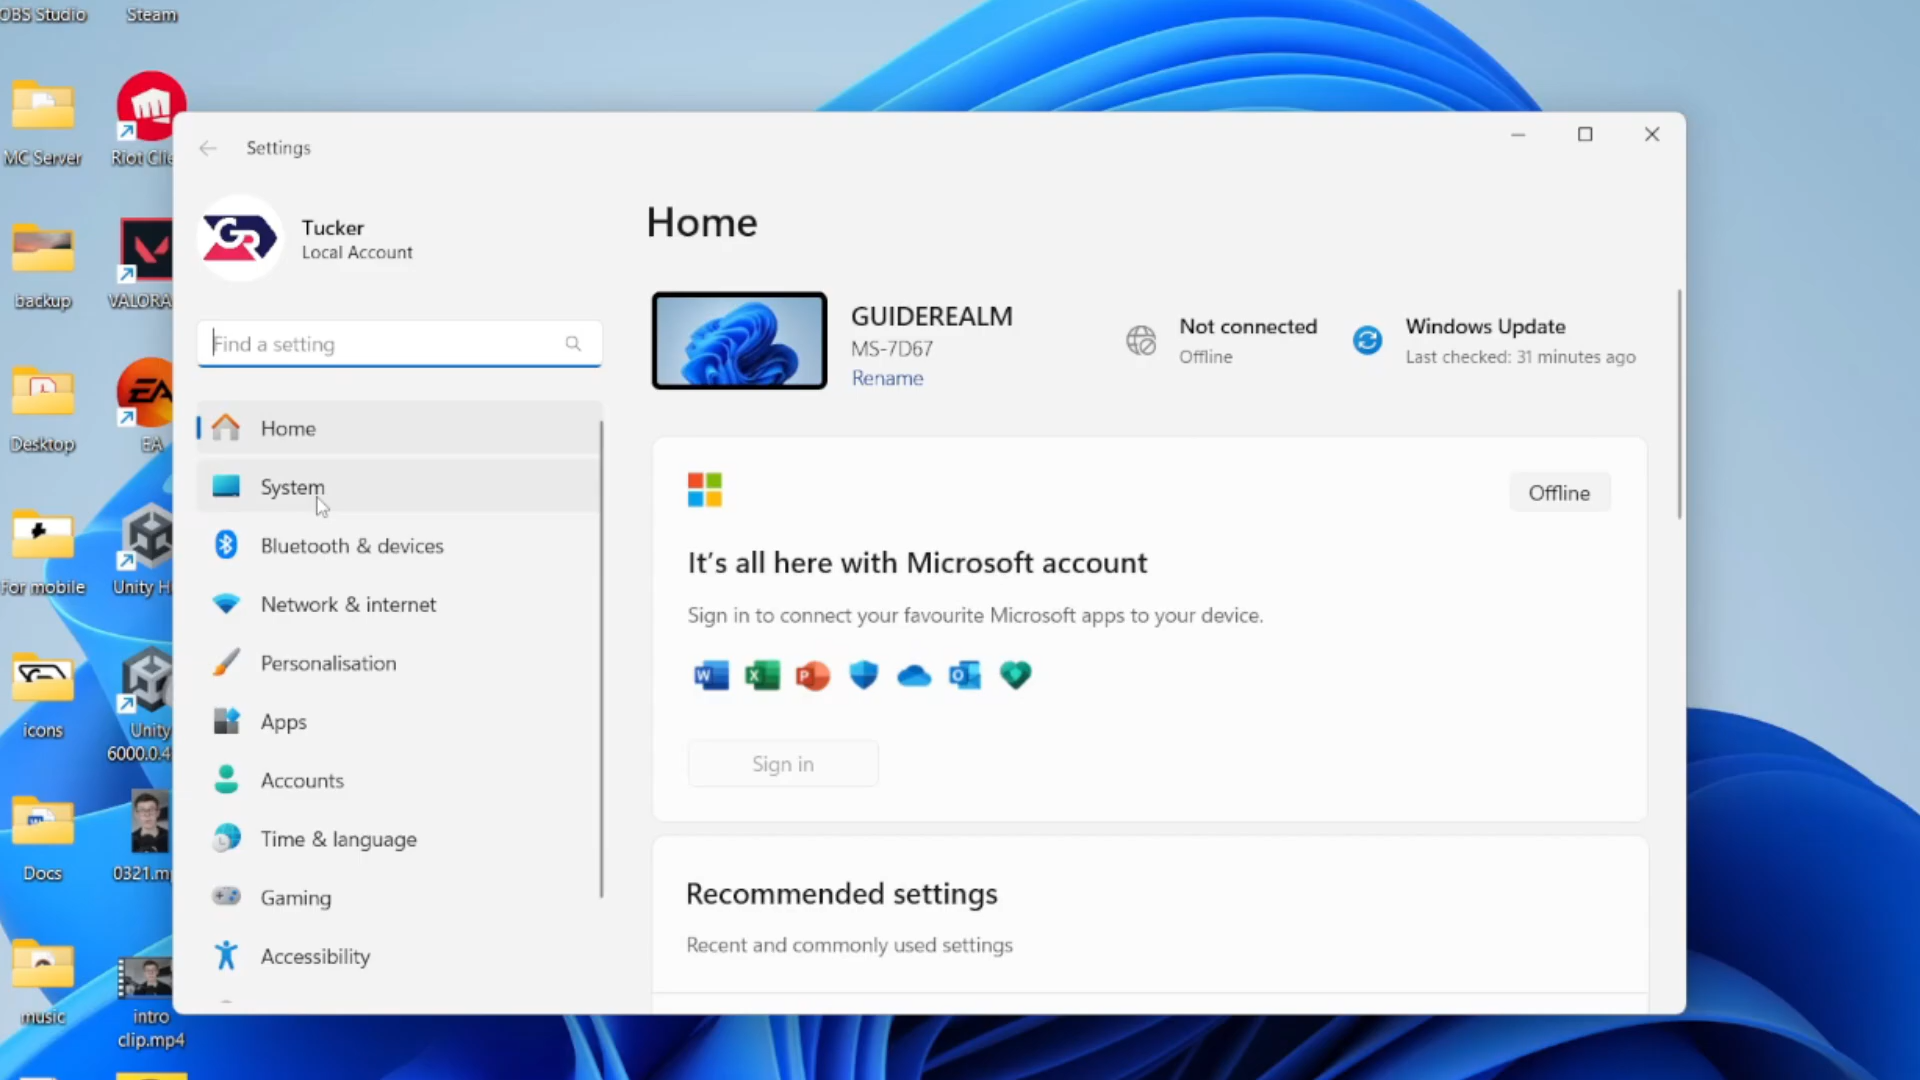 OBS Studio
Steam
MC Server
Riot Clie
backup
VALORA
Desktop
EA
For mobile
Unity H
icons
Unity
6000.0.4
Docs
0321.m
music
intro
clip.mp4
Settings
Tucker
Local Account
Find a setting
Home
System
Bluetooth & devices
Network & internet
Personalisation
Apps
Accounts
Time & language
Gaming
Accessibility
Home
GUIDEREALM
MS-7D67
Rename
Not connected
Offline
Windows Update
Last checked: 31 minutes ago
Offline
It's all here with Microsoft account
Sign in to connect your favourite Microsoft apps to your device.
Sign in
Recommended settings
Recent and commonly used settings